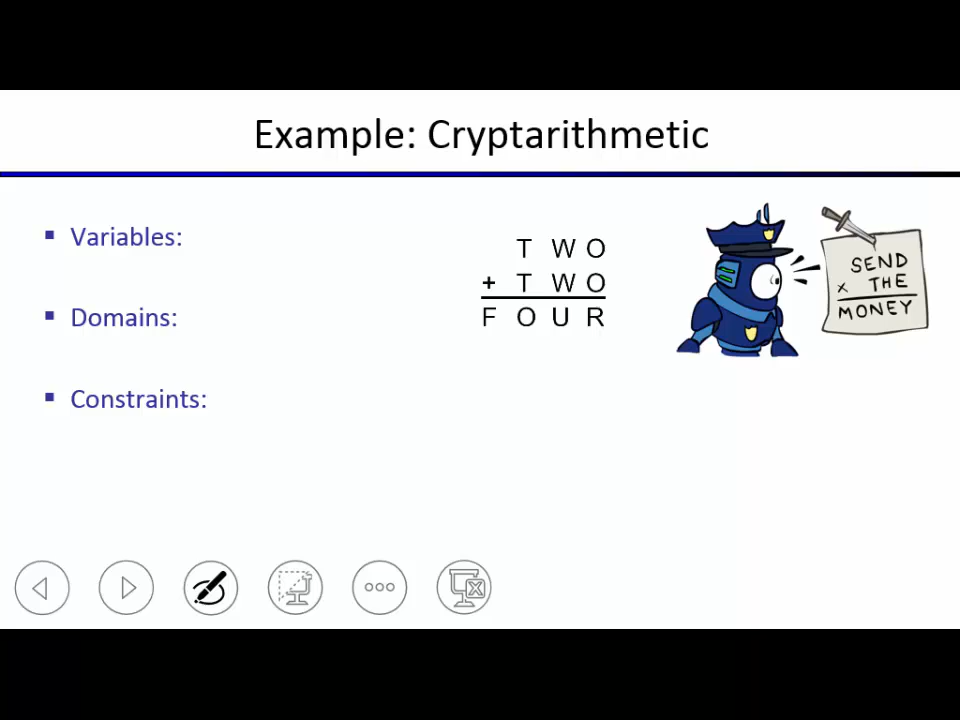 Example: Cryptarithmetic
▪ Variables:
▪ Domains:
▪ Constraints:
T W O
+ T W O
F O U R
SEND
x THE
MONEY